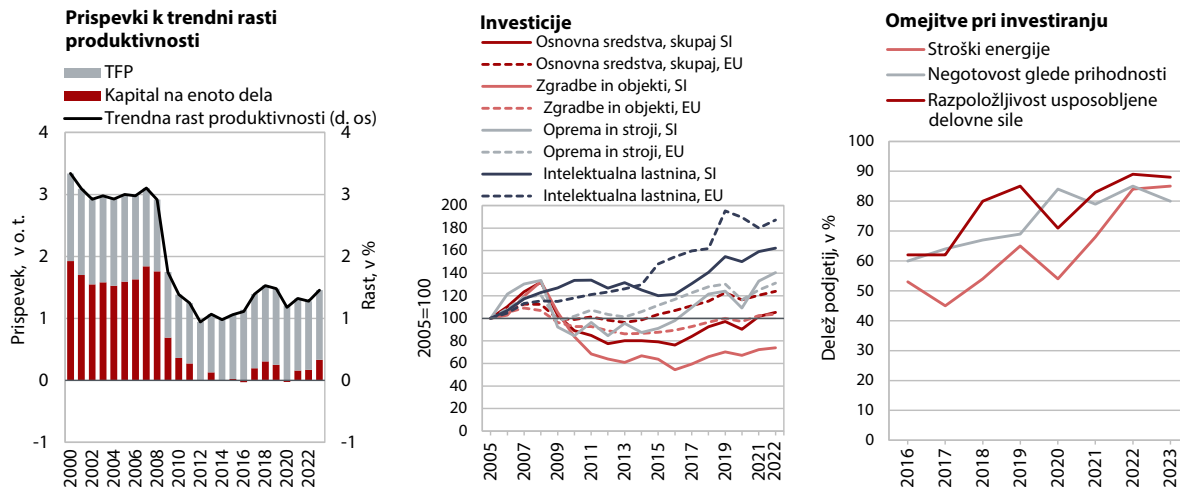 Prispevki k trendni rasti
produktivnosti
TFP
Kapital na enoto dela
Trendna rast produktivnosti (d. os)
4
3
2
1
0
-1
Prispevek, v o. t.
4
3
2
1
0
-1
Rast, v %
2000
2002
2004
2006
2008
2010
2012
2014
2016
2018
2020
2022
Investicije
Osnovna sredstva, skupaj SI
Osnovna sredstva, skupaj, EU
Zgradbe in objekti, SI
Zgradbe in objekti, EU
Oprema in stroji, SI
Oprema in stroji, EU
Intelektualna lastnina, SI
Intelektualna lastnina, EU
200
180
160
140
120
100
80
60
40
20
0
2005=100
2005
2007
2009
2011
2013
2015
2017
2019
2021
2022
Omejitve pri investiranju
Stroški energije
Negotovost glede prihodnosti
Razpoložljivost usposobljene
delovne sile
100
90
80
70
60
50
40
30
20
10
0
Delež podjetij, v %
2016
2017
2018
2019
2020
2021
2022
2023